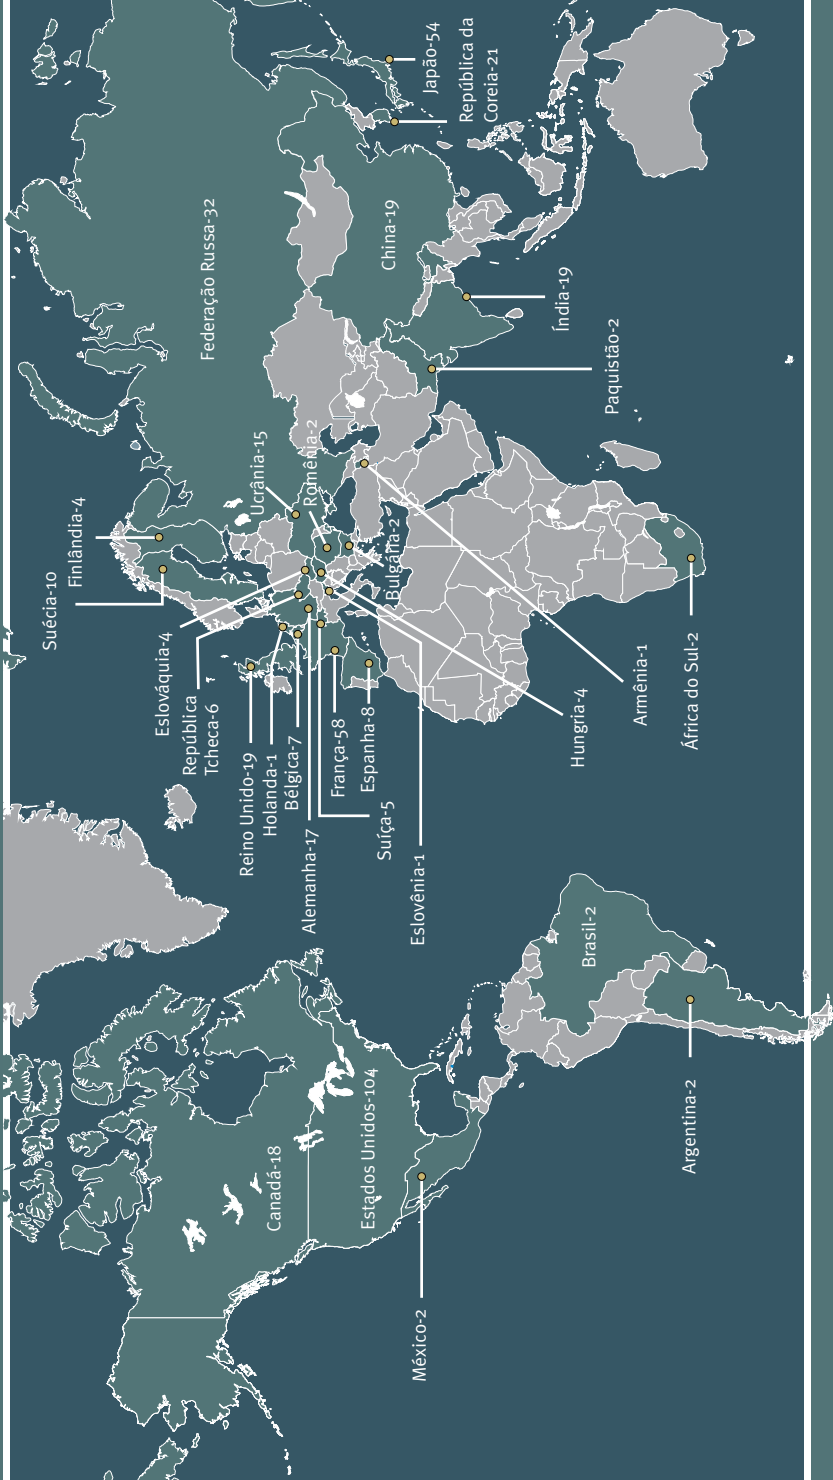 Suécia-10
Finlândia-4
Eslováquia-4
República
Tcheca-6
Reino Unido-19
Holanda-1
Bélgica-7
Alemanha-17
França-58
Espanha-8
Suíça-5
Eslovênia-1
Ucrânia-15
Romênia-2
Bulgária-2
Federação Russa-32
China-19
Japão-54
República da
Coreia-21
Índia-19
Paquistão-2
Armênia-1
Hungria-4
África do Sul-2
Canadá-18
Estados Unidos-104
México-2
Brasil-2
Argentina-2